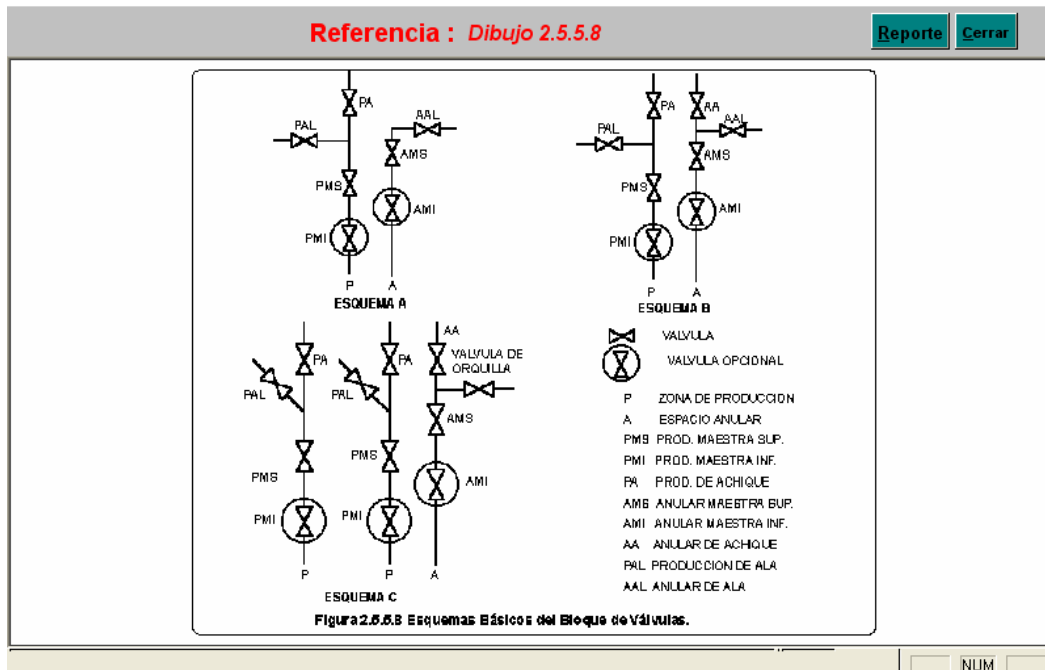 Referencia : Dibujo 2.5.5.8
Reporte
Cerrar
PA
PAL
AAL
AMS
PMS
AMI
PMI
P A
ESQUEMA A
PA
AA
PAL
AAL
AMS
PMS
AMI
PMI
P A
ESQUEMA B
AA
PA
PA
VALVULA DE
ORQUILLA
PAL
PAL
AMS
PMS
PMS
AMI
PMI
PMI
P P A
ESQUEMA C
VALVULA
VALVULA OPCIONAL
P ZONA DE PRODUCCION
A ESPACIO ANULAR
PMS PROD. MAESTRA SUP.
PMI PROD. MAESTRA INF.
PA PROD. DE ACHIQUE
AMS ANULAR MAESTRA SUP.
AMI ANULAR MAESTRA INF.
AA ANULAR DE ACHIQUE
PAL PRODUCCION DE ALA
AAL ANULAR DE ALA
Figura 2.5.5.8 Esquemas Básicos del Bloque de Válvulas.
NUM